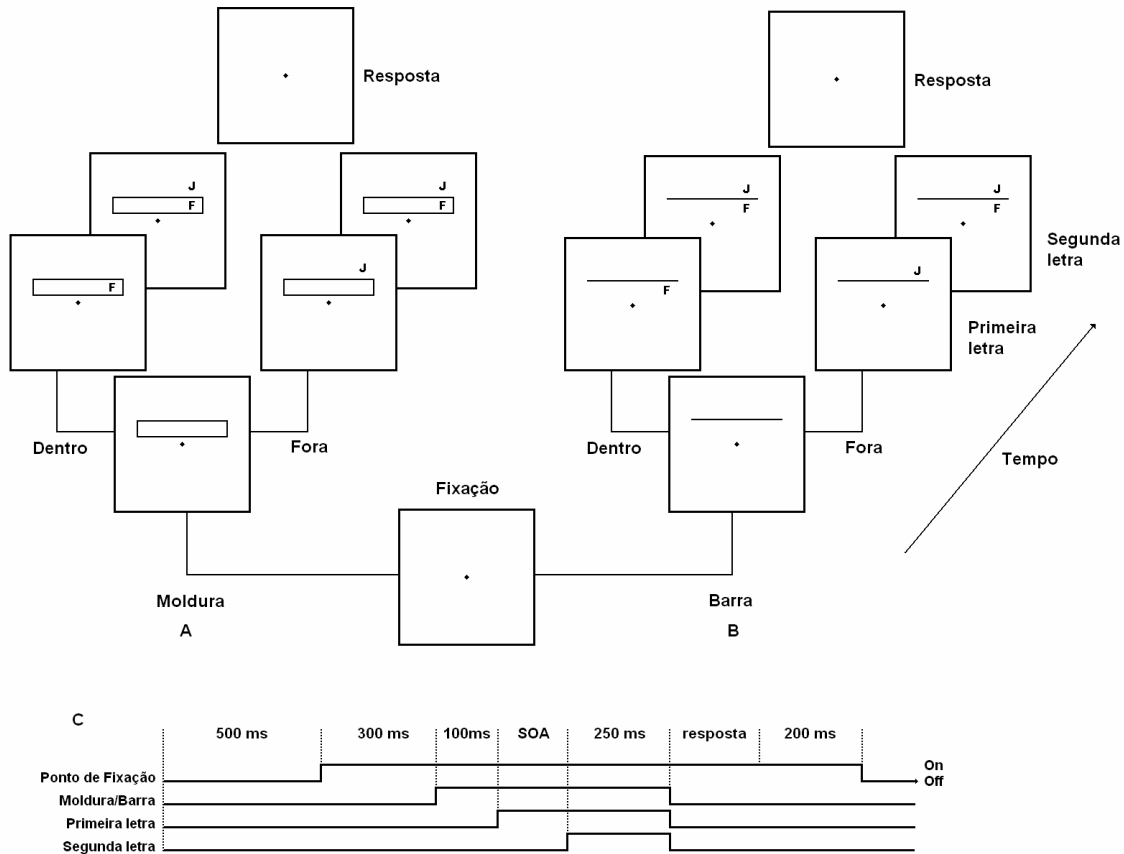 Resposta
Resposta
J
F
J
F
J
F
J
F
Segunda
letra
F
J
F
J
Primeira
letra
Dentro
Fora
Dentro
Fora
Tempo
Fixação
Moldura
Barra
A
B
C
500 ms 300 ms 100ms SOA 250 ms resposta 200 ms
On
Ponto de Fixação
Off
Moldura/Barra
Primeira letra
Segunda letra